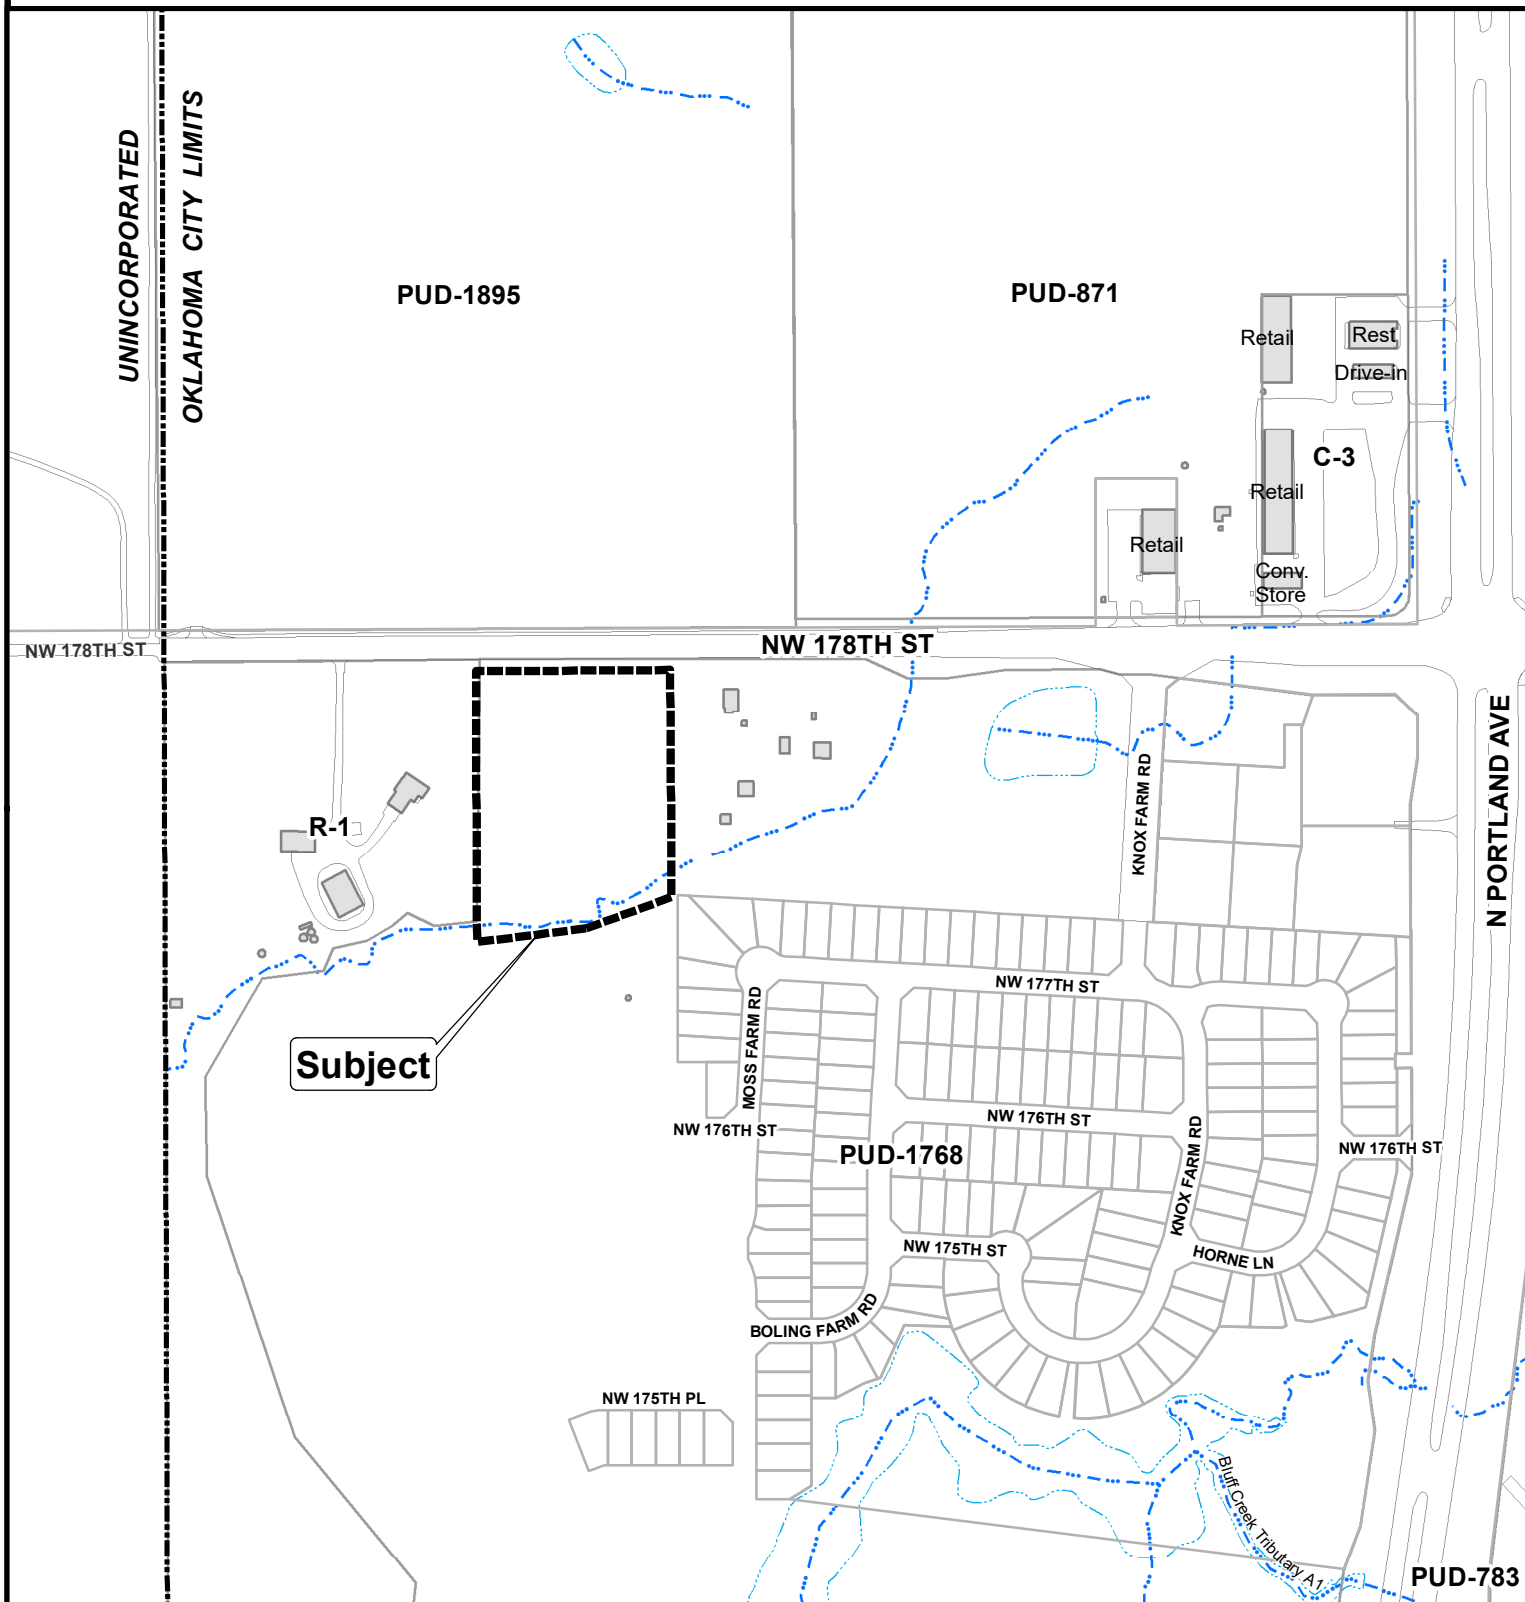 UNINCORPORATED
OKLAHOMA CITY LIMITS
PUD-1895
PUD-871
Retail
Rest
Drive-in
C-3
Retail
Retail
Conv.
Store
NW 178TH ST
NW 178TH ST
N PORTLAND AVE
KNOX FARM RD
R-1
Subject
NW 177TH ST
MOSS FARM RD
NW 176TH ST
NW 176TH ST
NW 176TH ST
PUD-1768
KNOX FARM RD
NW 175TH ST
HORNE LN
BOLING FARM RD
NW 175TH PL
Bluff Creek Tributary A1
PUD-783